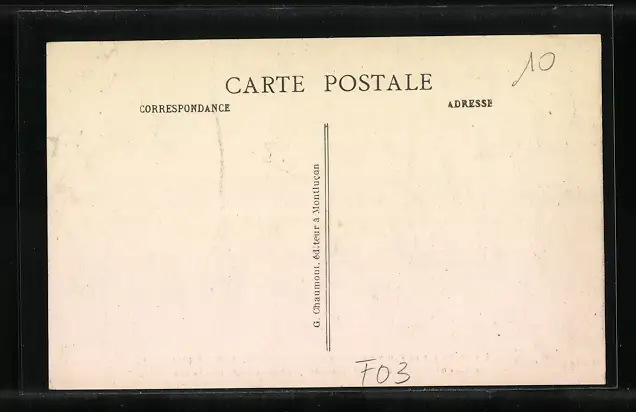 10
CARTE POSTALE
CORRESPONDANCE
ADRESSE
G. Chaumont, éditeur à Montluçon
F03